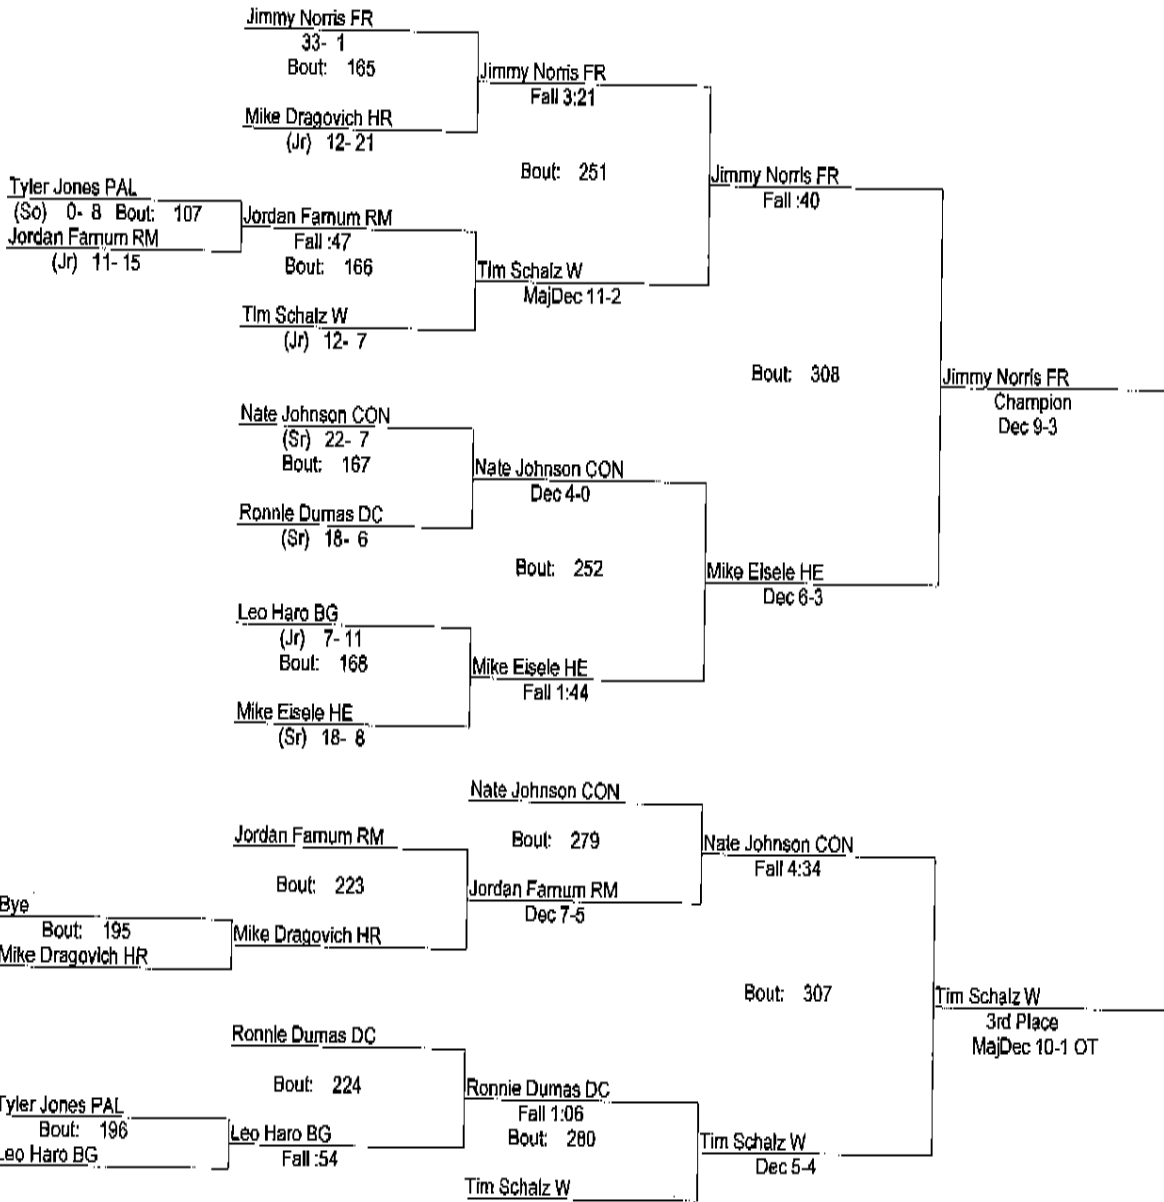 Jimmy Norris FR
33- 1
Bout: 165
Jimmy Norris FR
Fall 3:21
Mike Dragovich HR
(Jr) 12- 21
Bout: 251
Jimmy Norris FR
Fall :40
Tyler Jones PAL
(So) 0- 8 Bout: 107
Jordan Farnum RM
(Jr) 11- 15
Jordan Farnum RM
Fall :47
Bout: 166
Tim Schalz W
MajDec 11-2
Tim Schalz W
(Jr) 12- 7
Bout: 308
Jimmy Norris FR
Champion
Dec 9-3
Nate Johnson CON
(Sr) 22- 7
Bout: 167
Nate Johnson CON
Dec 4-0
Ronnie Dumas DC
(Sr) 18- 6
Bout: 252
Mike Eisele HE
Dec 6-3
Leo Haro BG
(Jr) 7- 11
Bout: 168
Mike Eisele HE
Fall 1:44
Mike Eisele HE
(Sr) 18- 8
Nate Johnson CON
Bout: 279
Nate Johnson CON
Fall 4:34
Jordan Farnum RM
Bout: 223
Jordan Farnum RM
Dec 7-5
Bye
Bout: 195
Mike Dragovich HR
Mike Dragovich HR
Bout: 307
Tim Schalz W
3rd Place
MajDec 10-1 OT
Ronnie Dumas DC
Bout: 224
Ronnie Dumas DC
Fall 1:06
Bout: 280
Tyler Jones PAL
Bout: 196
Leo Haro BG
Leo Haro BG
Fall :54
Tim Schalz W
Dec 5-4
Tim Schalz W